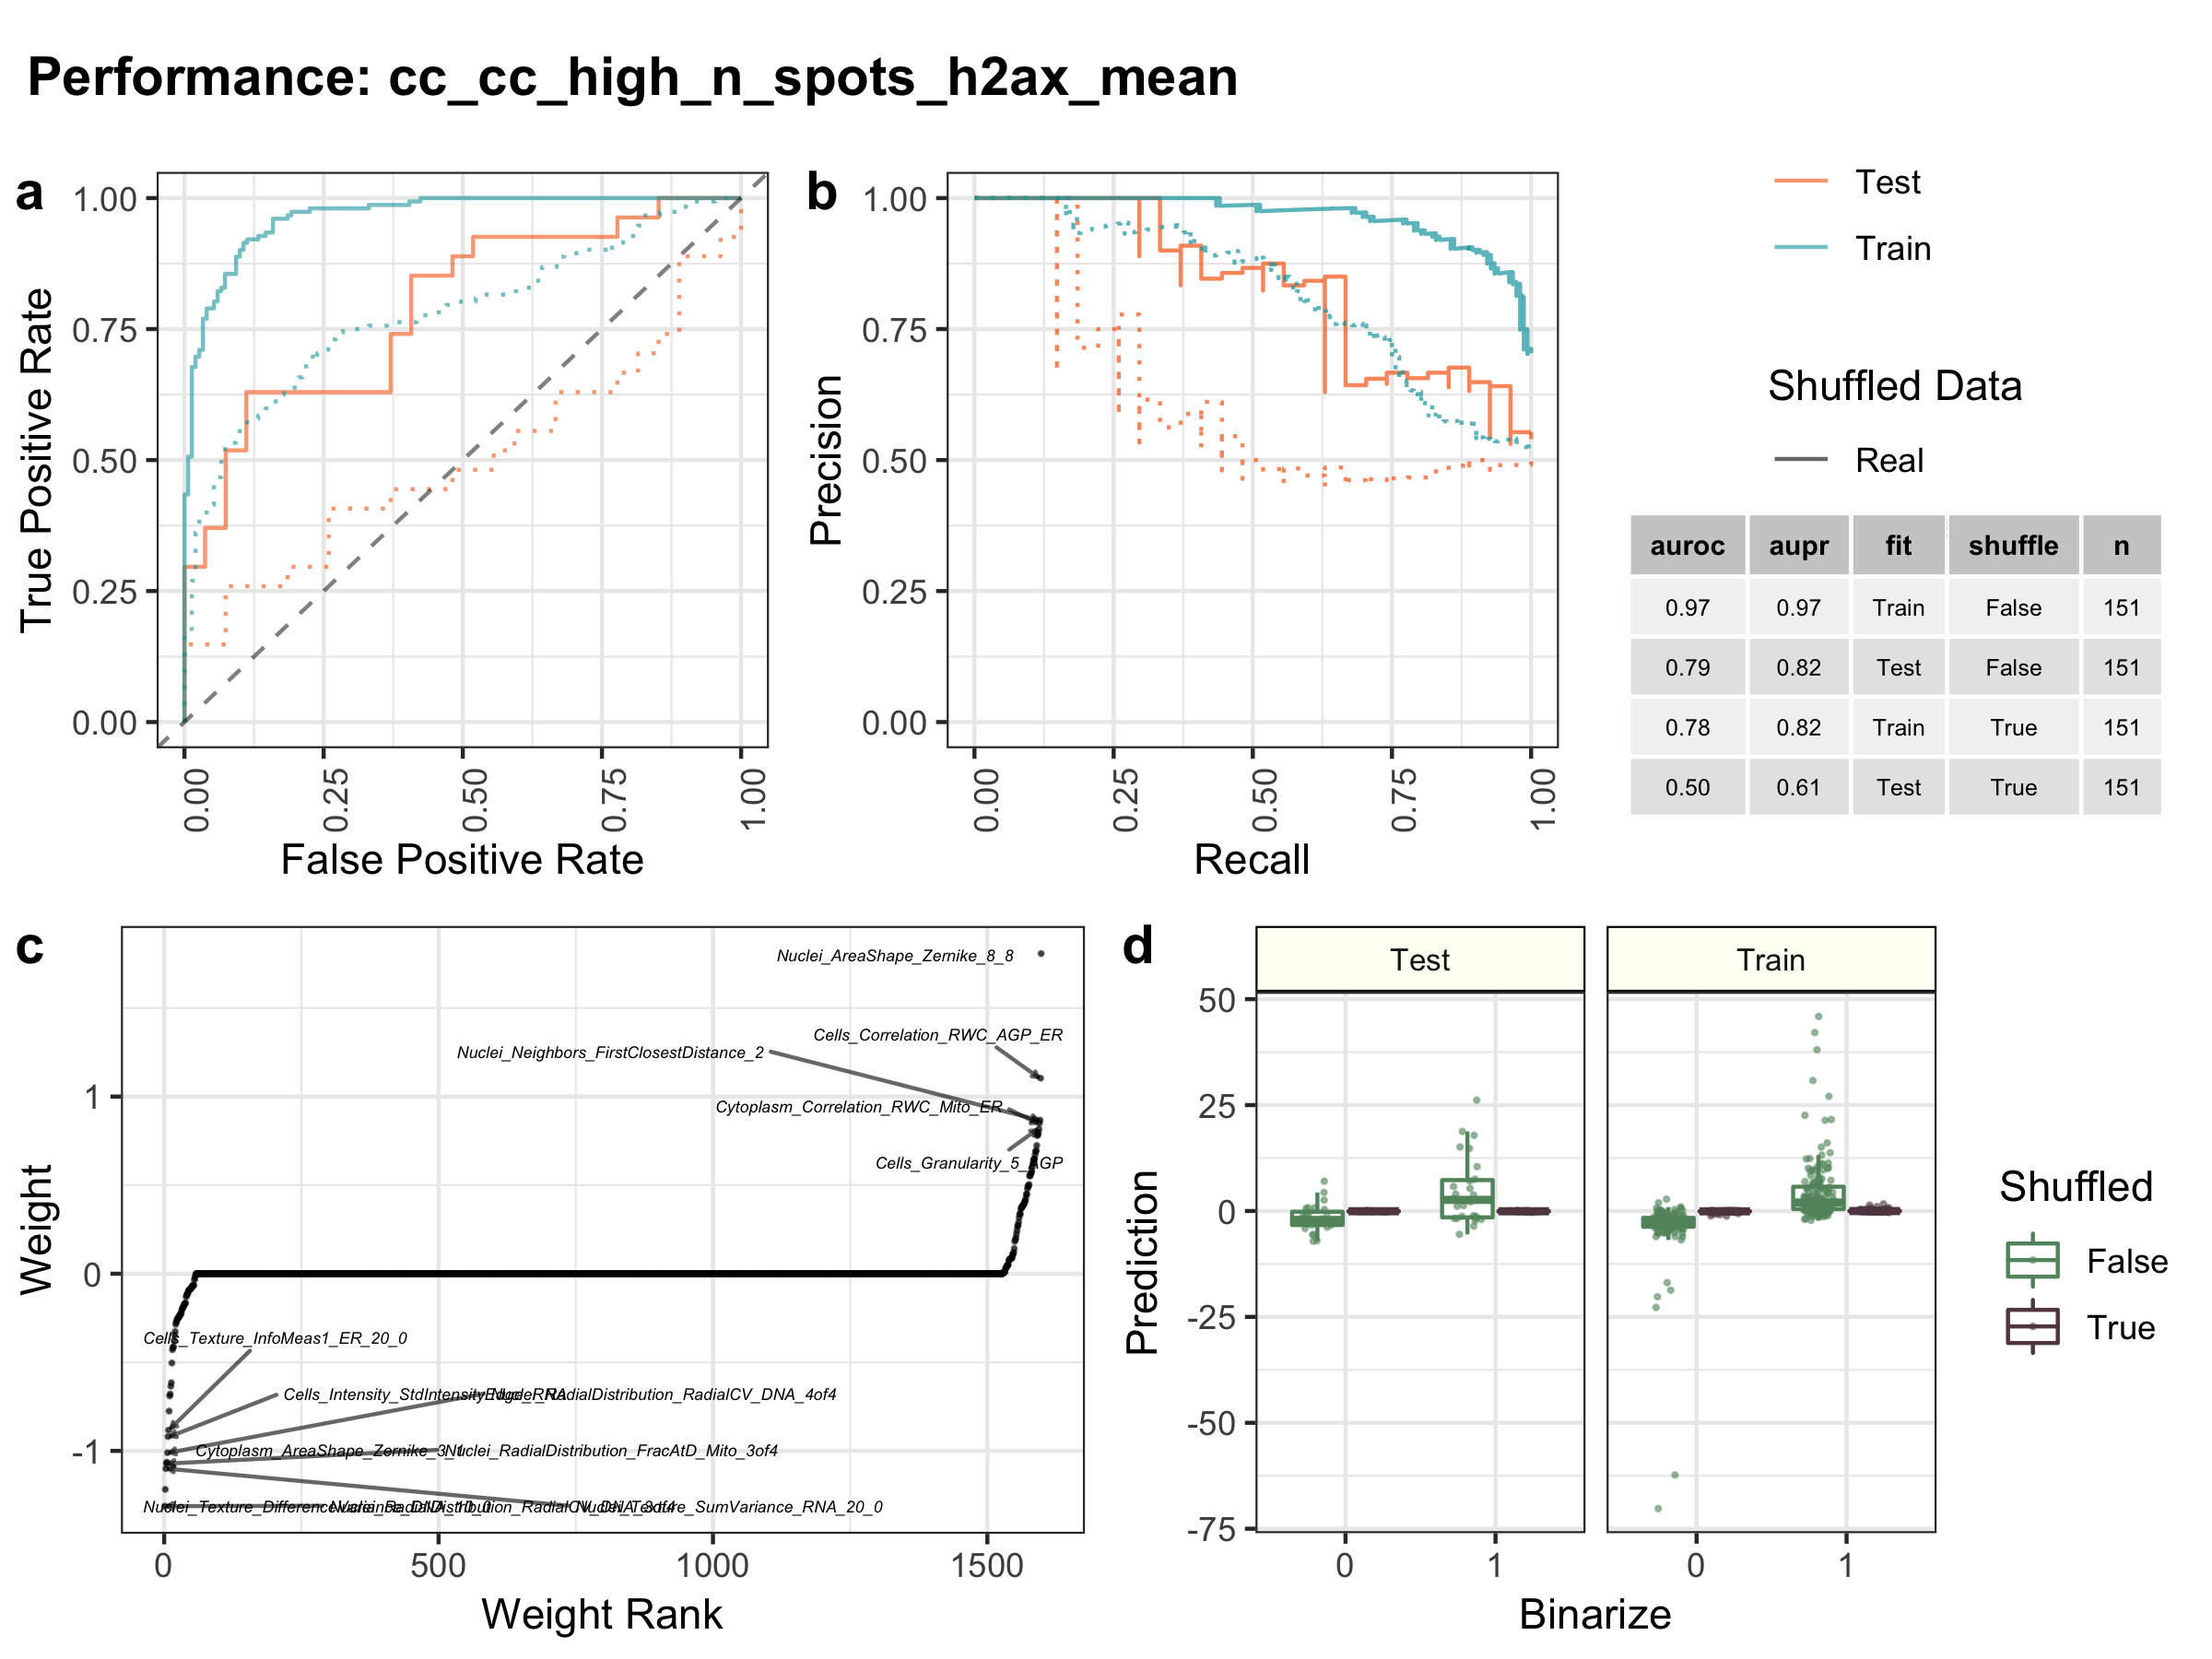 Performance: cc_cc_high_n_spots_h2ax_mean
a
True Positive Rate
1.00
0.75
0.50
0.25
0.00
0.00
0.25
0.50
0.75
1.00
False Positive Rate
b
Precision
1.00
0.75
0.50
0.25
0.00
0.00
0.25
0.50
0.75
1.00
Recall
Test
Train
Shuffled Data
Real
auroc aupr fit shuffle n
0.97 0.97 Train False 151
0.79 0.82 Test False 151
0.78 0.82 Train True 151
0.50 0.61 Test True 151
c
Weight
1
0
-1
Nuclei_AreaShape_Zernike_8_8
Cells_Correlation_RWC_AGP_ER
Nuclei_Neighbors_FirstClosestDistance_2
Cytoplasm_Correlation_RWC_Mito_ER
Cells_Granularity_5_AGP
Cells_Texture_InfoMeas1_ER_20_0
Cells_Intensity_StdIntensityEdge_RNA
Nuclei_RadialDistribution_RadialCV_DNA_4of4
Cytoplasm_AreaShape_Zernike_3_1
Nuclei_RadialDistribution_FracAtD_Mito_3of4
Nuclei_Texture_DifferenceVariance_DNA_10_0
Nuclei_RadialDistribution_RadialCV_DNA_3of4
Nuclei_Texture_SumVariance_RNA_20_0
0
500
1000
1500
Weight Rank
d
Test
Train
Prediction
50
25
0
-25
-50
-75
0
1
0
1
Binarize
Shuffled
False
True